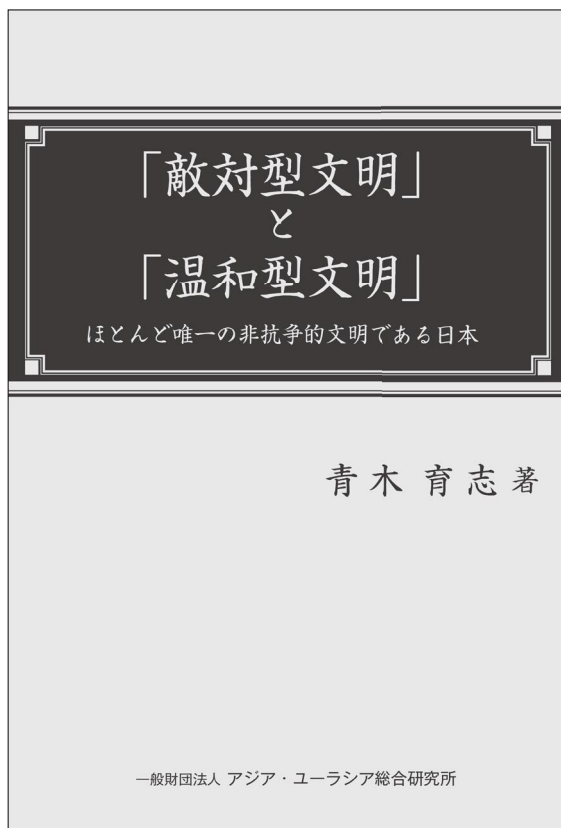 「敵対型文明」
と
「温和型文明」
ほとんど唯一の非抗争的文明である日本
青木 育志 著
一般財団法人 アジア・ユーラシア総合研究所